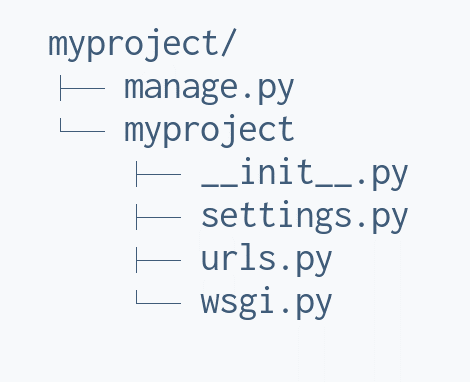 myproject/
├── manage.py
└── myproject
    ├── __init__.py
    ├── settings.py
    ├── urls.py
    └── wsgi.py